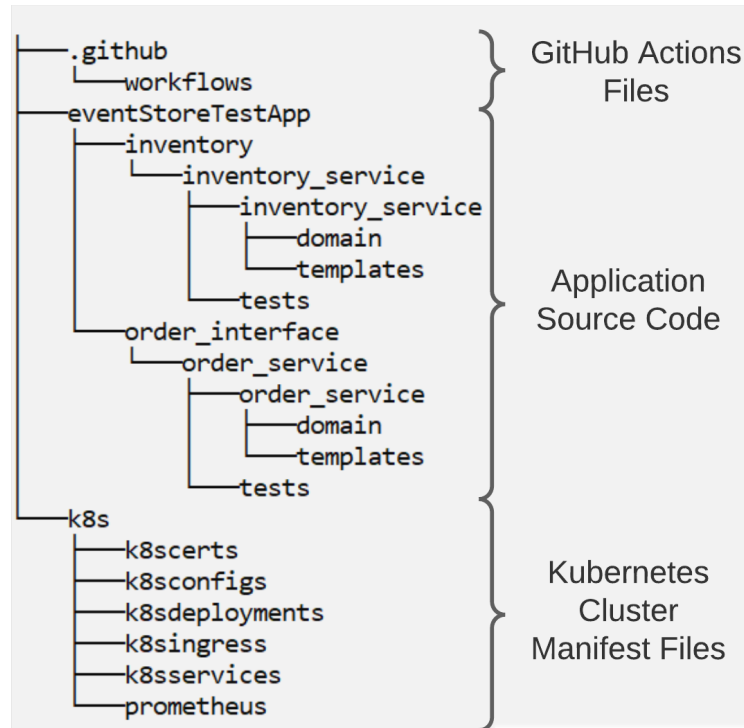 .github
workflows
eventStoreTestApp
inventory
inventory_service
inventory_service
domain
templates
tests
order_interface
order_service
order_service
domain
templates
tests
k8s
k8scerts
k8sconfigs
k8sdeployments
k8singress
k8sservices
prometheus
GitHub Actions
Files
Application
Source Code
Kubernetes
Cluster
Manifest Files